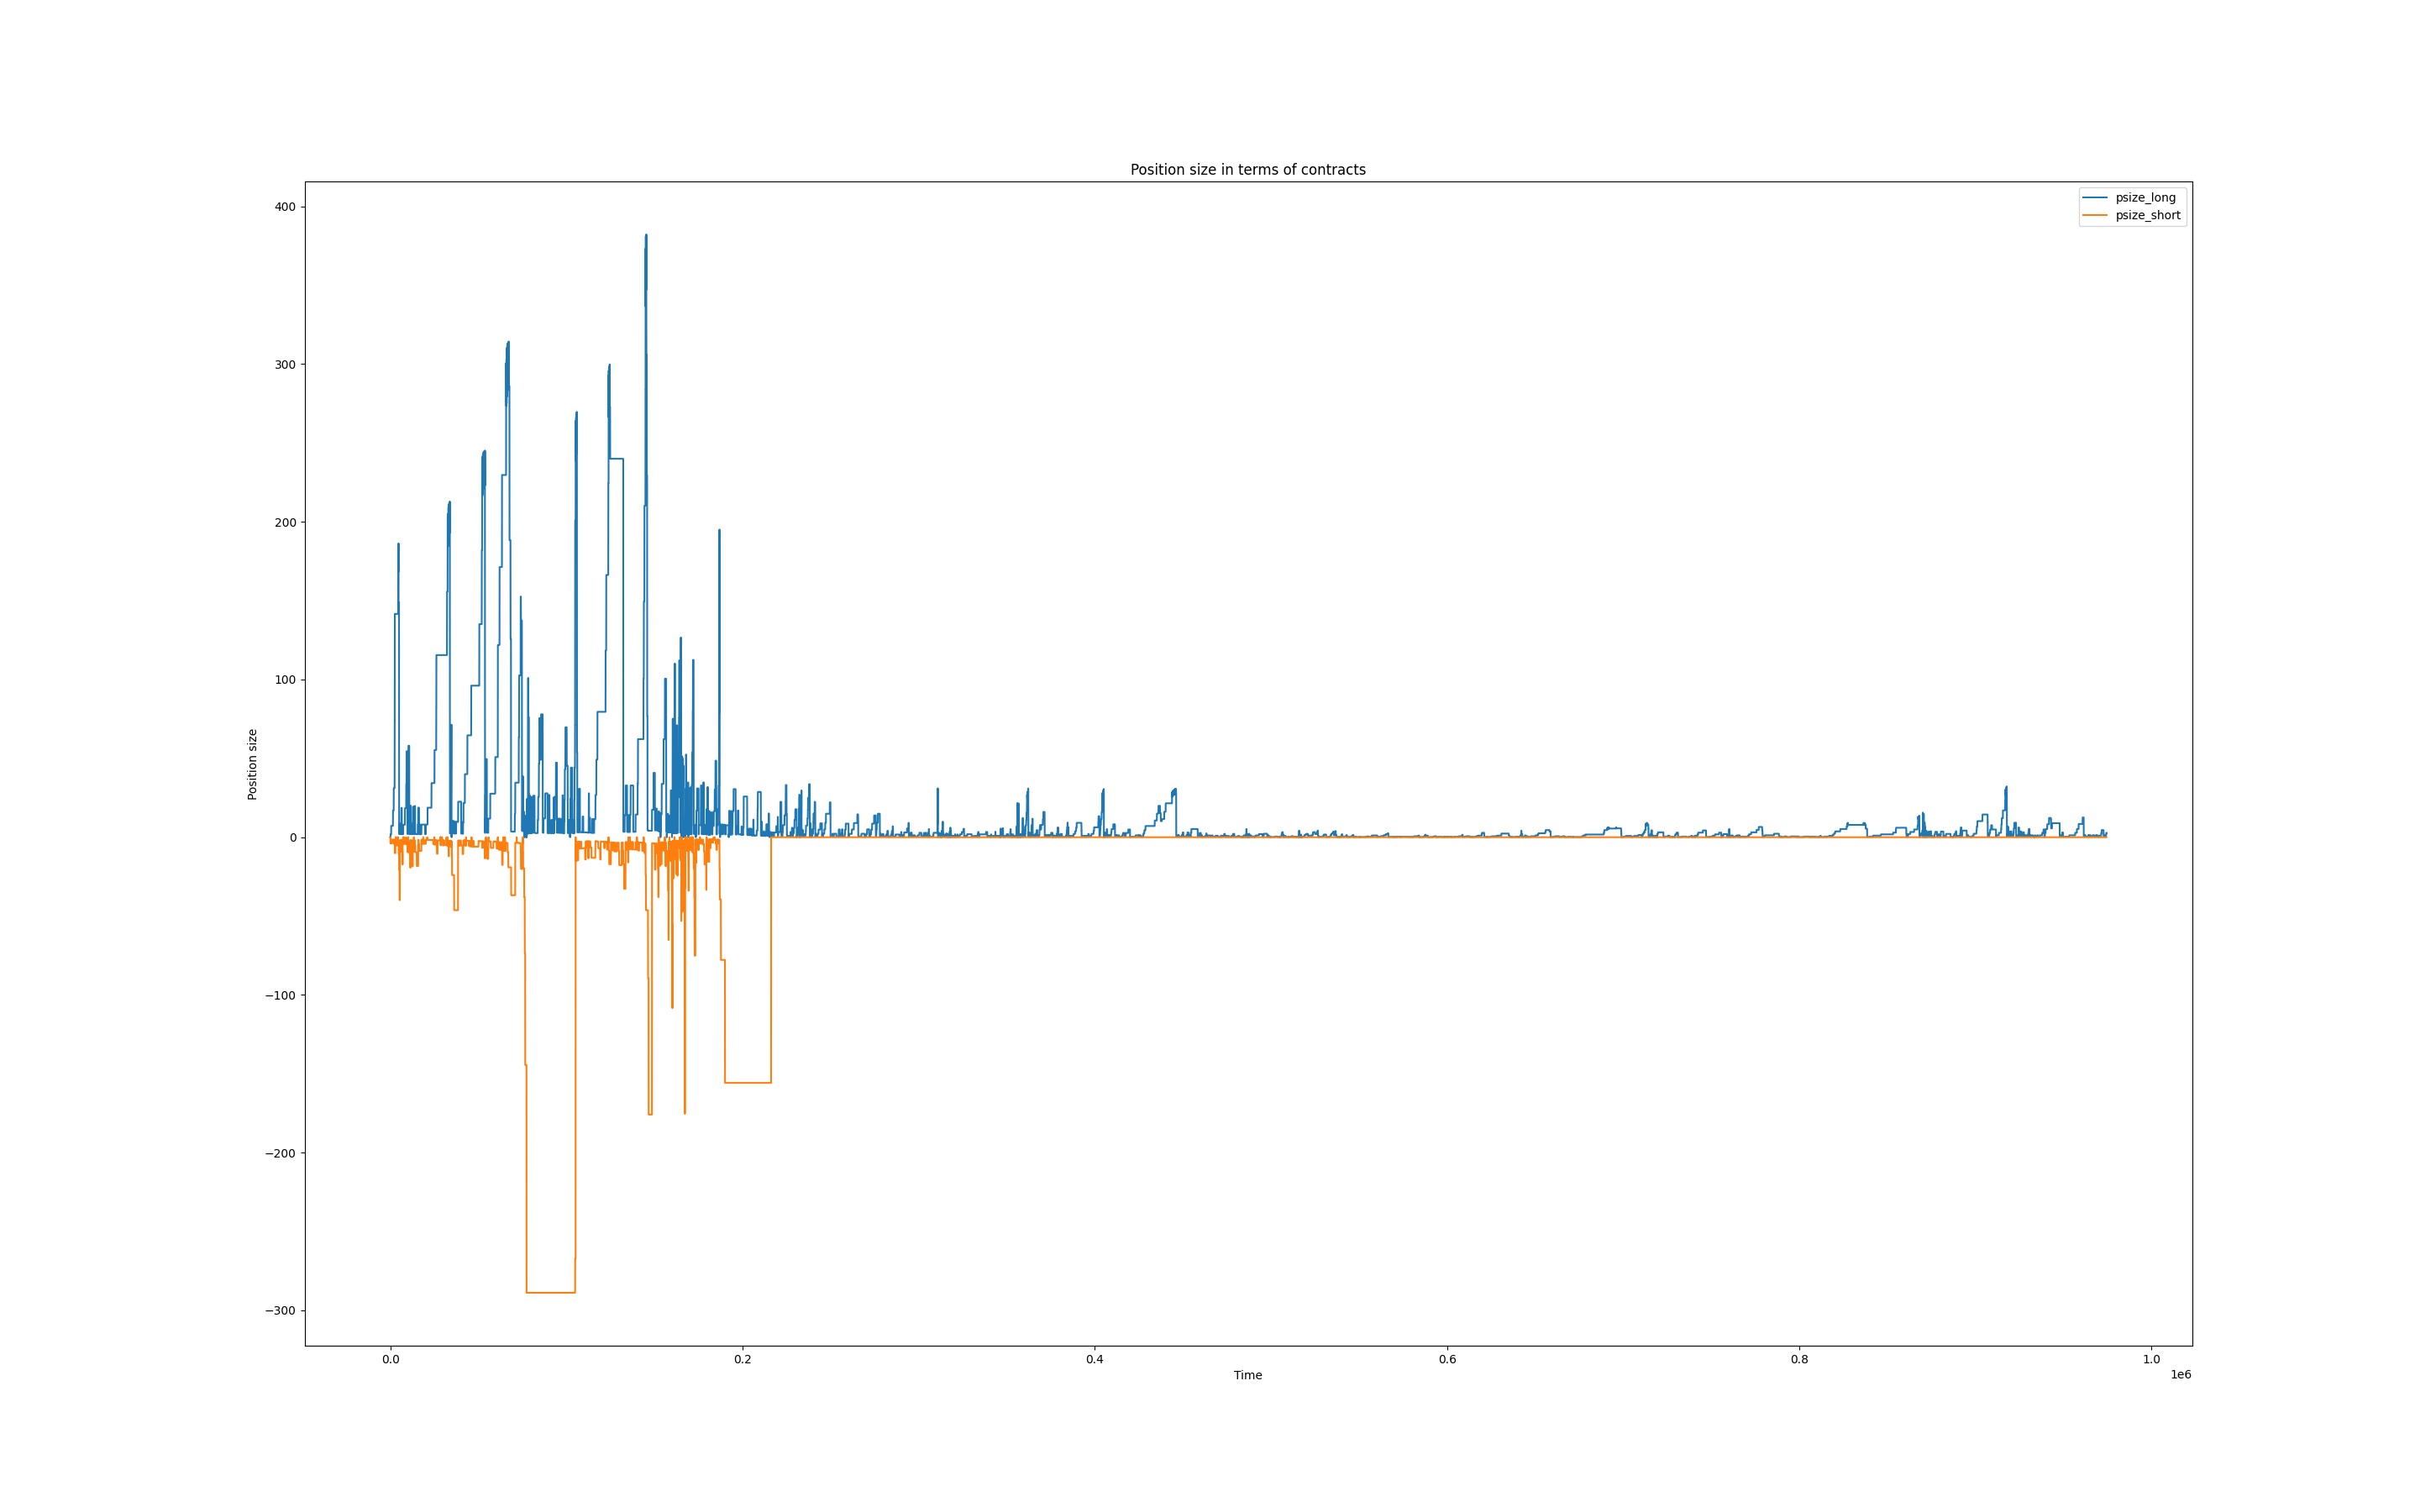 Position size in terms of contracts
psize_long
psize_short
400
300
200
100
0
−100
−200
−300
Position size
0.0
0.2
0.4
0.6
0.8
1.0
1e6
Time